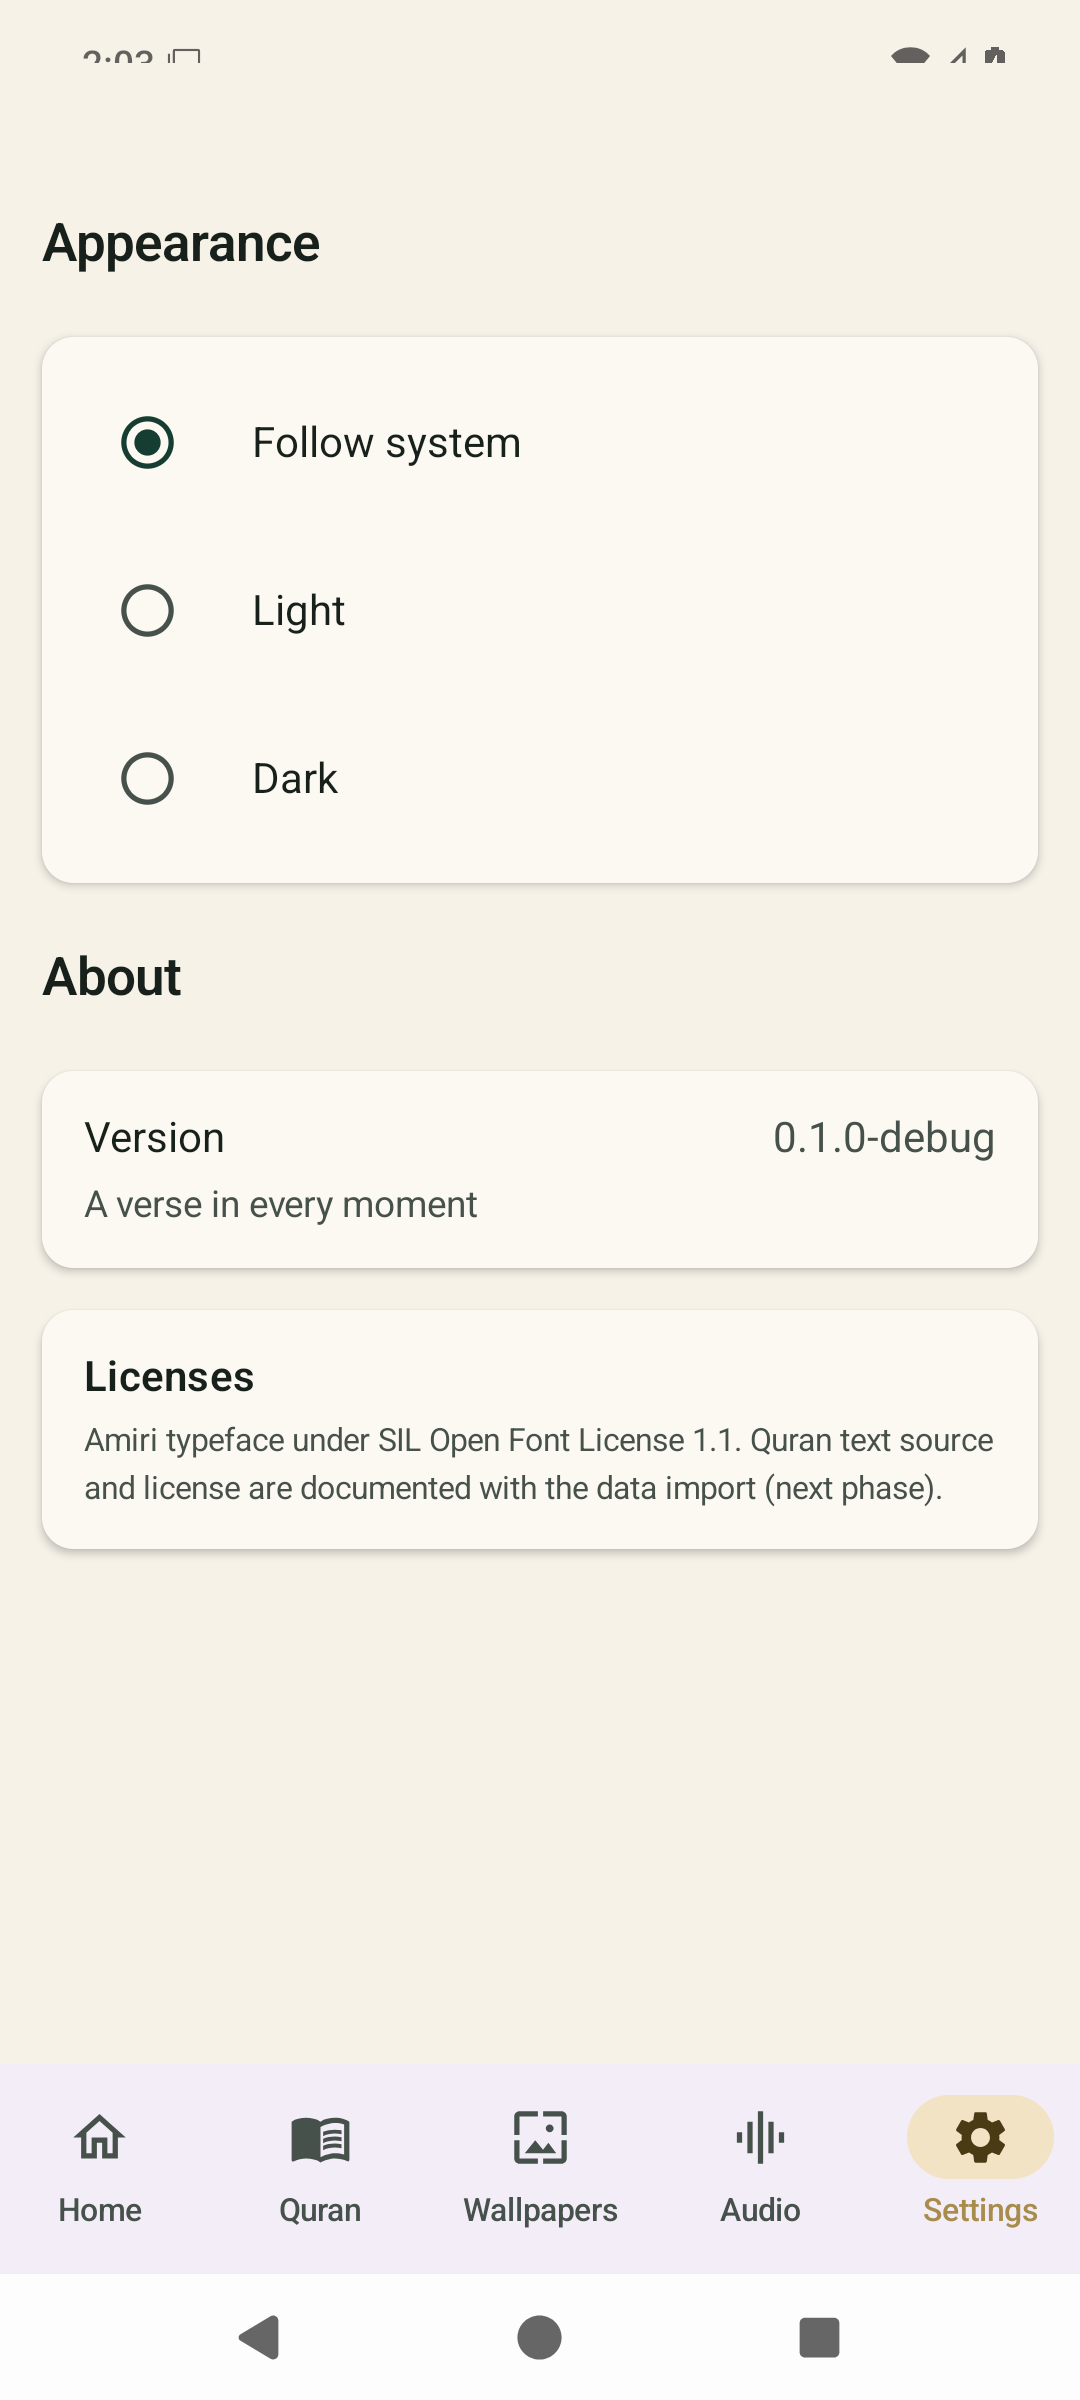 2:03
Appearance
Follow system
Light
Dark
About
Version 0.1.0-debug
A verse in every moment
Licenses
Amiri typeface under SIL Open Font License 1.1. Quran text source
and license are documented with the data import (next phase).
Home Quran Wallpapers Audio Settings